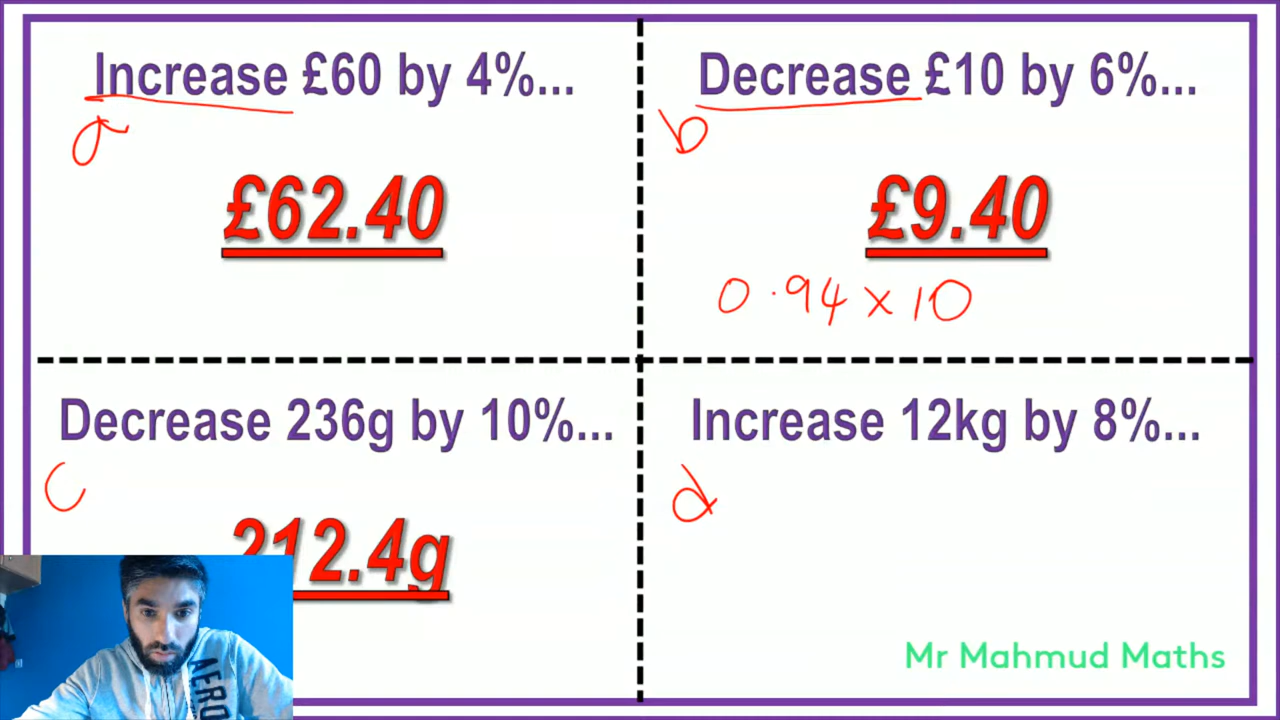 Increase £60 by 4%...
a
£62.40
Decrease £10 by 6%...
b
£9.40
0.94 x 10
Decrease 236g by 10%...
c
212.4g
Increase 12kg by 8%...
d
Mr Mahmud Maths
AERO